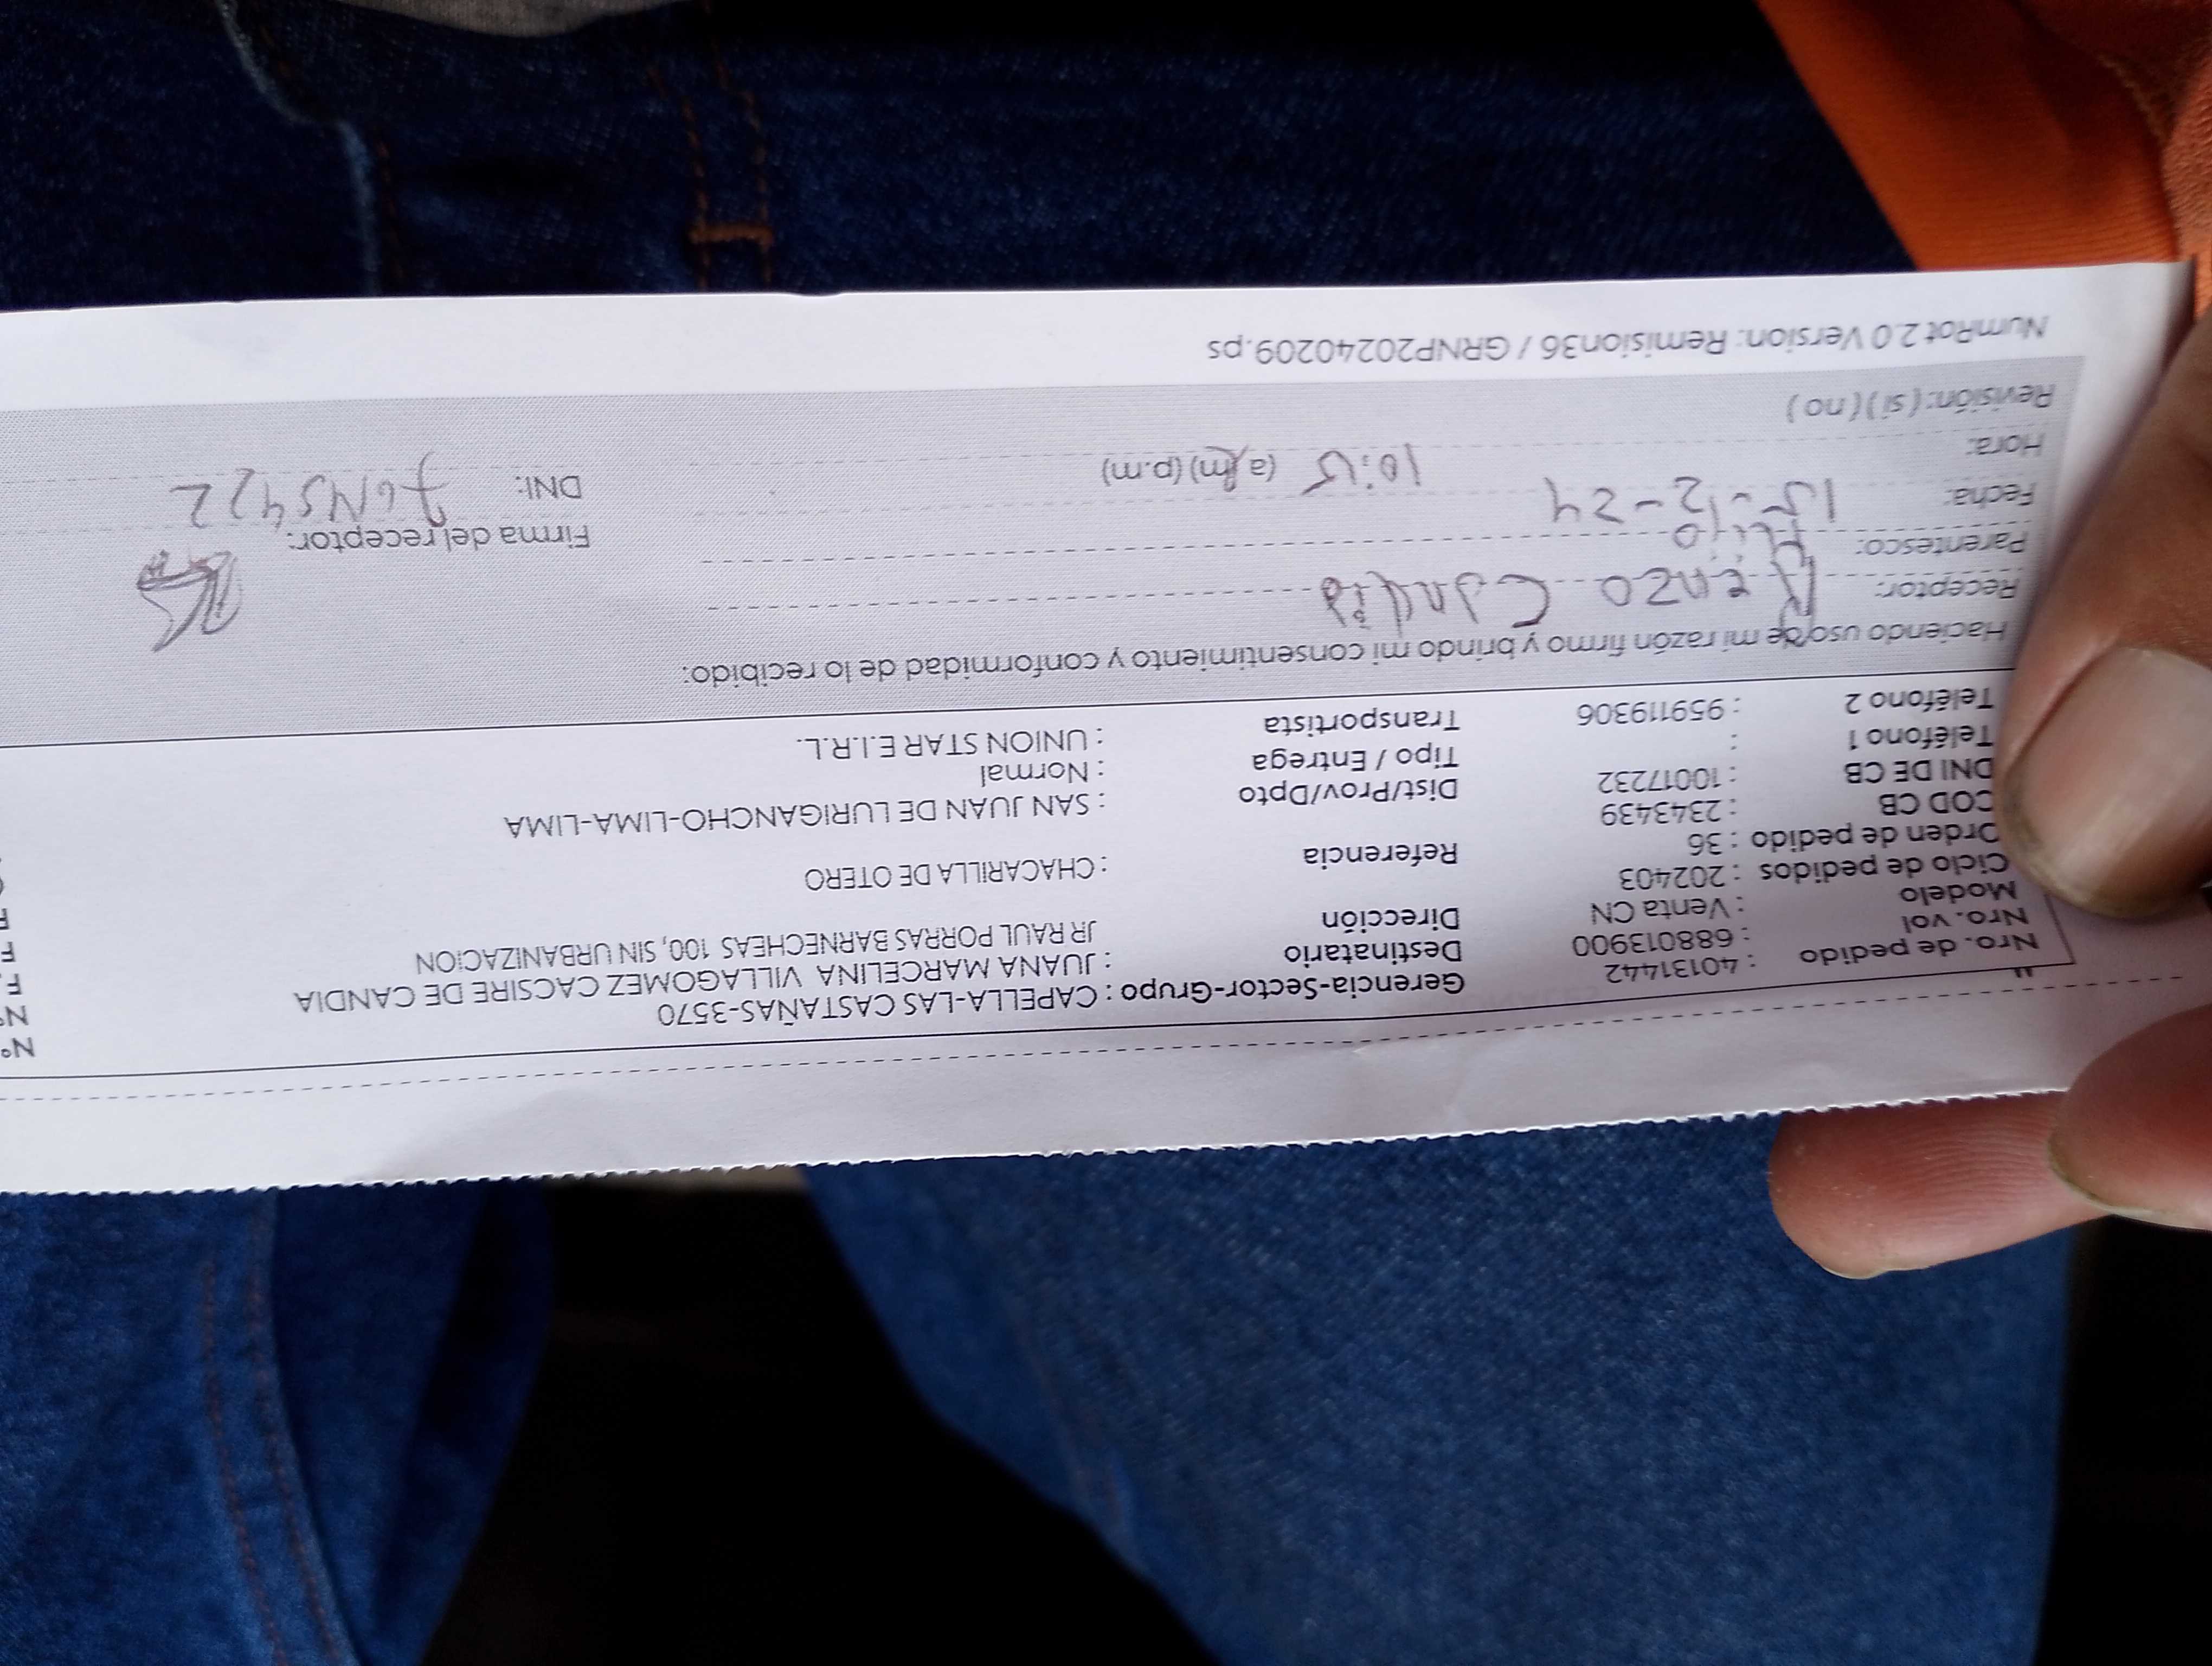 Nro. de pedido : 40131442 Gerencia-Sector-Grupo : CAPELLA-LAS CASTAÑAS-3570 N°
Nro. vol : 688013900 Destinatario : JUANA MARCELINA VILLAGOMEZ CACSIRE DE CANDIA
Modelo : Venta CN Dirección JR RAUL PORRAS BARNECHEAS 100, SIN URBANIZACION
Ciclo de pedidos : 202403
Orden de pedido : 36 Referencia : CHACARILLA DE OTERO
COD CB : 2343439
DNI DE CB : 10017232 Dist/Prov/Dpto : SAN JUAN DE LURIGANCHO-LIMA-LIMA
Teléfono 1 : Tipo / Entrega : Normal
Teléfono 2 : 959119306 Transportista : UNION STAR E.I.R.L.
Haciendo uso de mi razón firmo y brindo mi consentimiento y conformidad de lo recibido:
Receptor: Renzo Candia
Parentesco: Hijo
Firma del receptor:
Fecha: 15-12-24
DNI:
Hora: 10:15 (a.m) (p.m)
Revisión: (si) (no)
NumRot 2.0 Version: Remision36 / GRNP20240209.ps